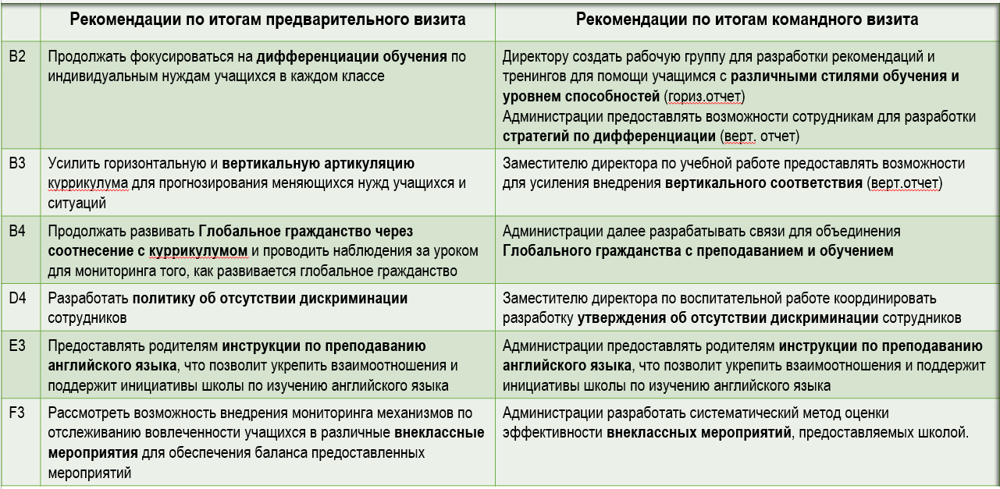 Рекомендации по итогам предварительного визита
Рекомендации по итогам командного визита
B2
Продолжать фокусироваться на дифференциации обучения по
индивидуальным нуждам учащихся в каждом классе
Директору создать рабочую группу для разработки рекомендаций и
тренингов для помощи учащимся с различными стилями обучения и
уровнем способностей (гориз.отчет)
Администрации предоставлять возможности сотрудникам для разработки
стратегий по дифференциации (верт. отчет)
B3
Усилить горизонтальную и вертикальную артикуляцию
куррикулума для прогнозирования меняющихся нужд учащихся и
ситуаций
Заместителю директора по учебной работе предоставлять возможности
для усиления внедрения вертикального соответствия (верт.отчет)
B4
Продолжать развивать Глобальное гражданство через
соотнесение с куррикулумом и проводить наблюдения за уроком
для мониторинга того, как развивается глобальное гражданство
Администрации далее разрабатывать связи для объединения
Глобального гражданства с преподаванием и обучением
D4
Разработать политику об отсутствии дискриминации
сотрудников
Заместителю директора по воспитательной работе координировать
разработку утверждения об отсутствии дискриминации сотрудников
E3
Предоставлять родителям инструкции по преподаванию
английского языка, что позволит укрепить взаимоотношения и
поддержит инициативы школы по изучению английского языка
Администрации предоставлять родителям инструкции по преподаванию
английского языка, что позволит укрепить взаимоотношения и поддержит
инициативы школы по изучению английского языка
F3
Рассмотреть возможность внедрения мониторинга механизмов по
отслеживанию вовлеченности учащихся в различные внеклассные
мероприятия для обеспечения баланса предоставленных
мероприятий
Администрации разработать систематический метод оценки
эффективности внеклассных мероприятий, предоставляемых школой.